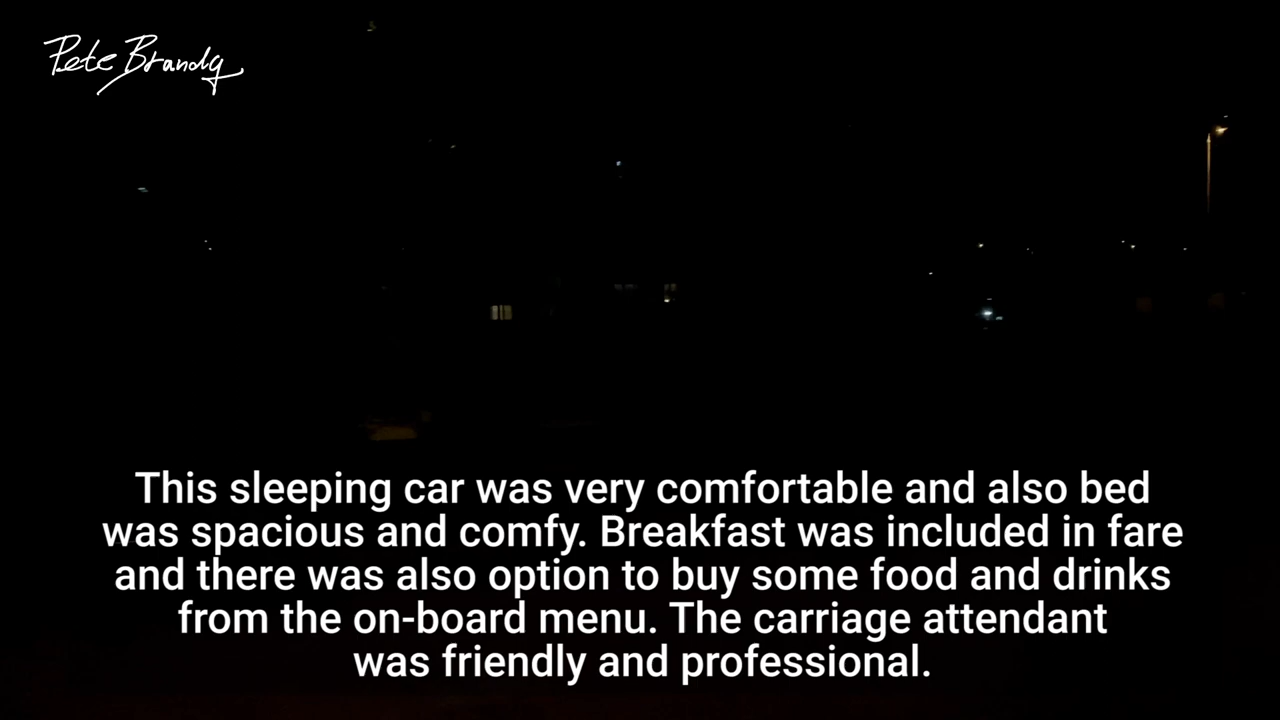 Pete Brandy
This sleeping car was very comfortable and also bed
was spacious and comfy. Breakfast was included in fare
and there was also option to buy some food and drinks
from the on-board menu. The carriage attendant
was friendly and professional.